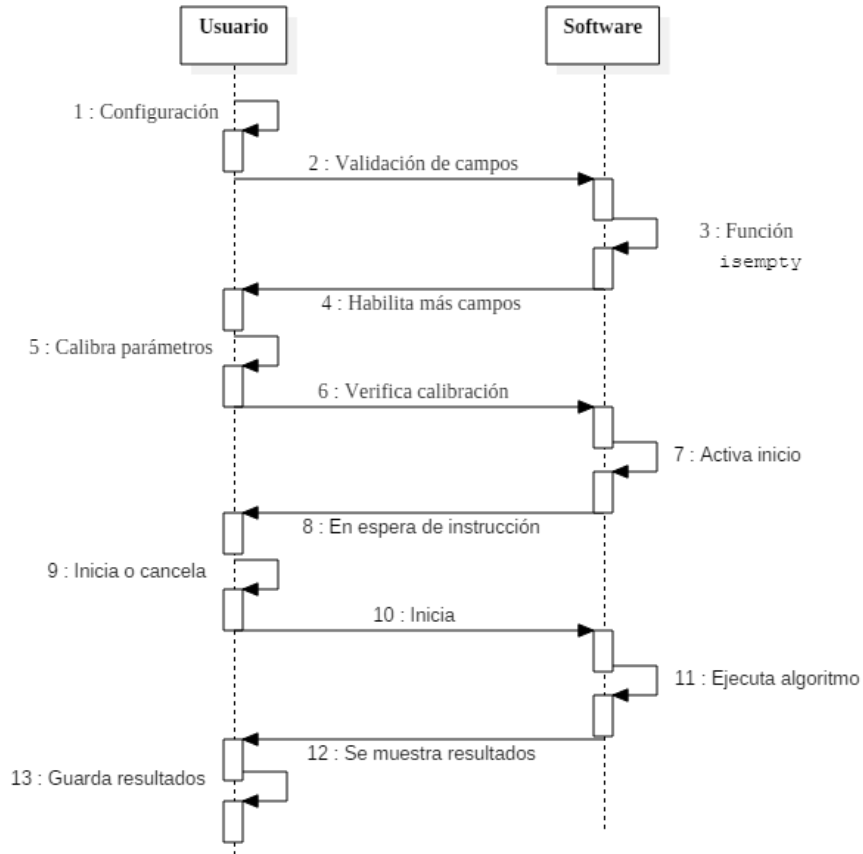 Usuario
Software
1 : Configuración
2 : Validación de campos
3 : Función
isempty
4 : Habilita más campos
5 : Calibra parámetros
6 : Verifica calibración
7 : Activa inicio
8 : En espera de instrucción
9 : Inicia o cancela
10 : Inicia
11 : Ejecuta algoritmo
12 : Se muestra resultados
13 : Guarda resultados